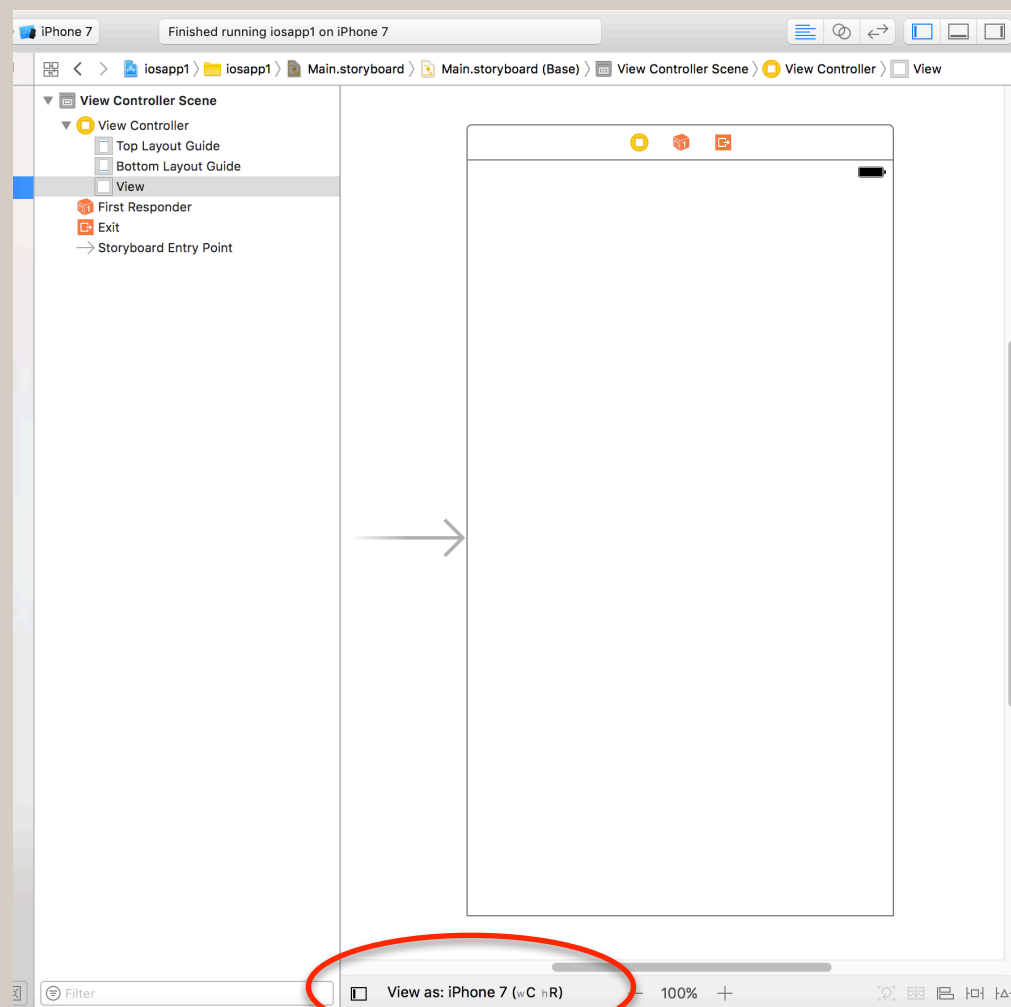 iPhone 7
Finished running iosapp1 on iPhone 7
iosapp1 iosapp1 Main.storyboard Main.storyboard (Base) View Controller Scene View Controller View
View Controller Scene
View Controller
Top Layout Guide
Bottom Layout Guide
View
First Responder
Exit
Storyboard Entry Point
Filter
View as: iPhone 7 (wC hR)
100%